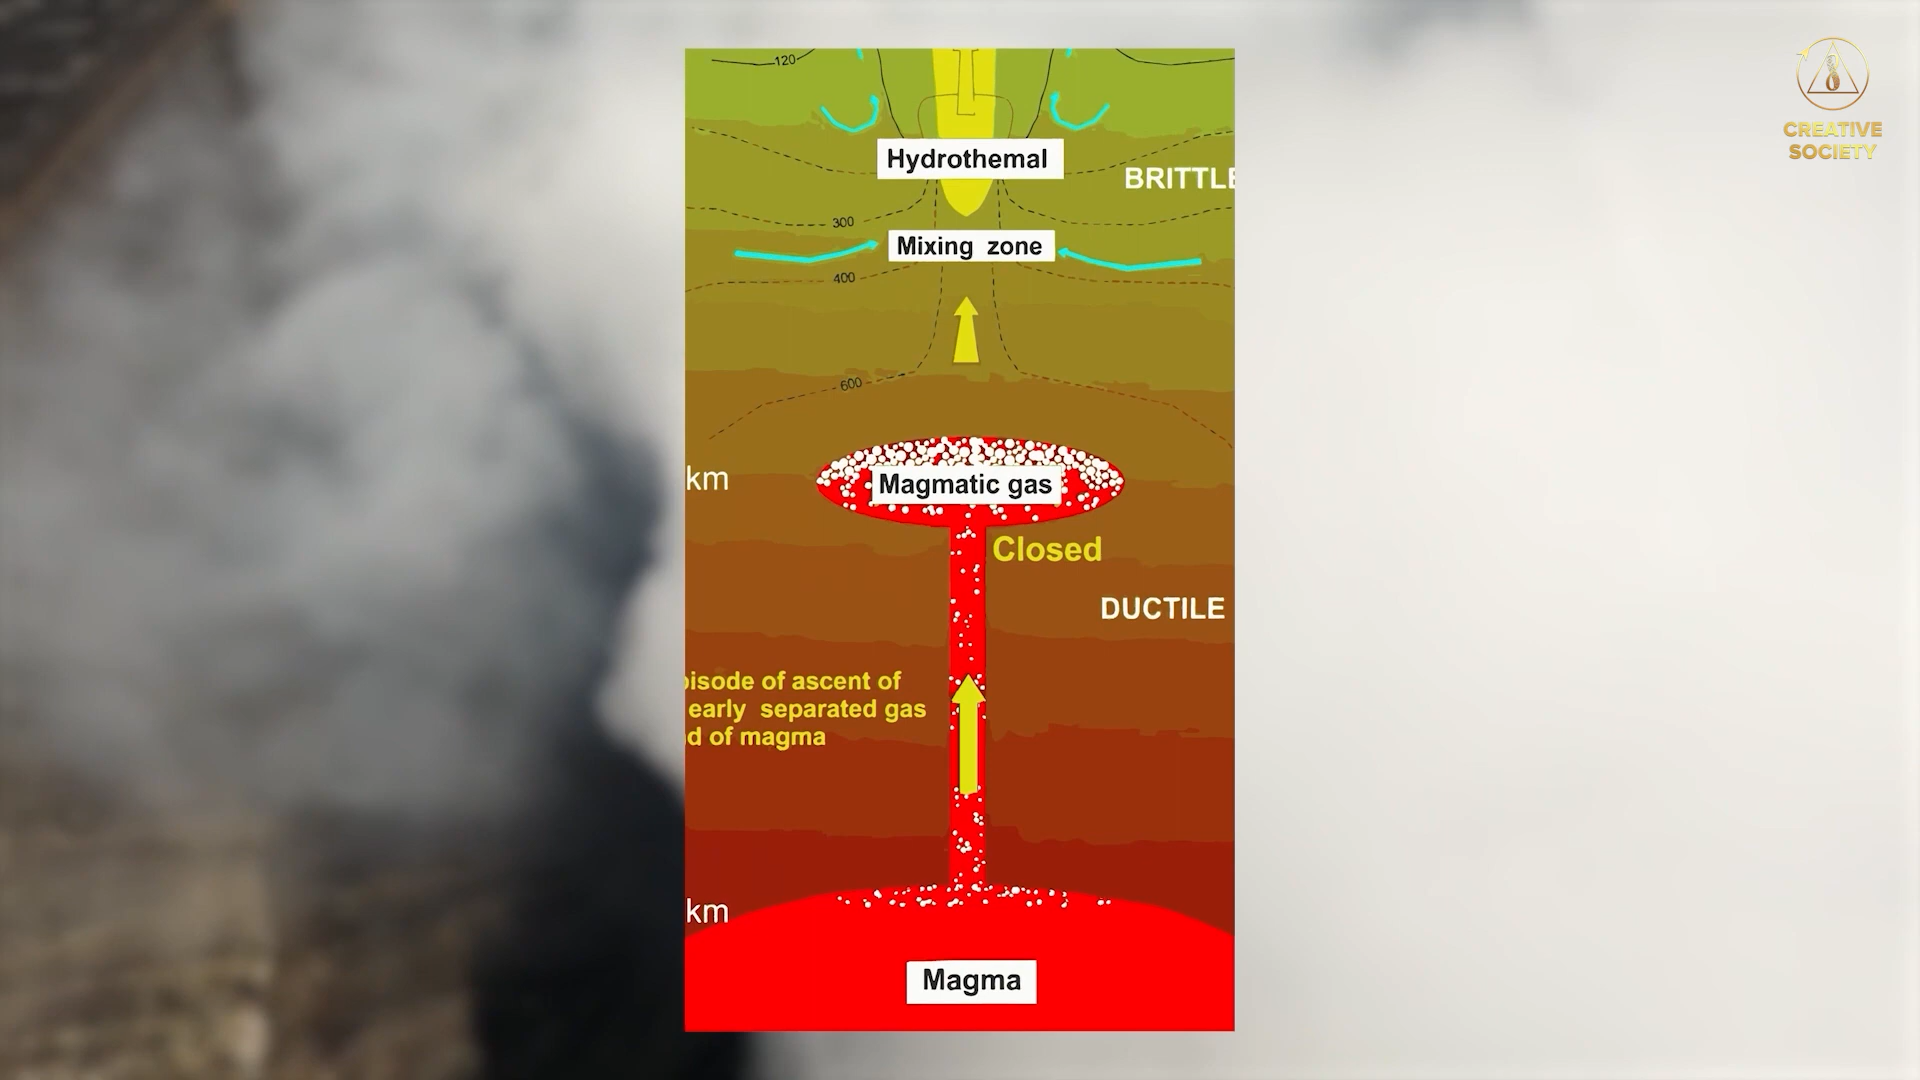 CREATIVE
SOCIETY
120
Hydrothemal
BRITTLE
300
Mixing zone
400
600
km
Magmatic gas
Closed
DUCTILE
isode of ascent of
early separated gas
d of magma
km
Magma